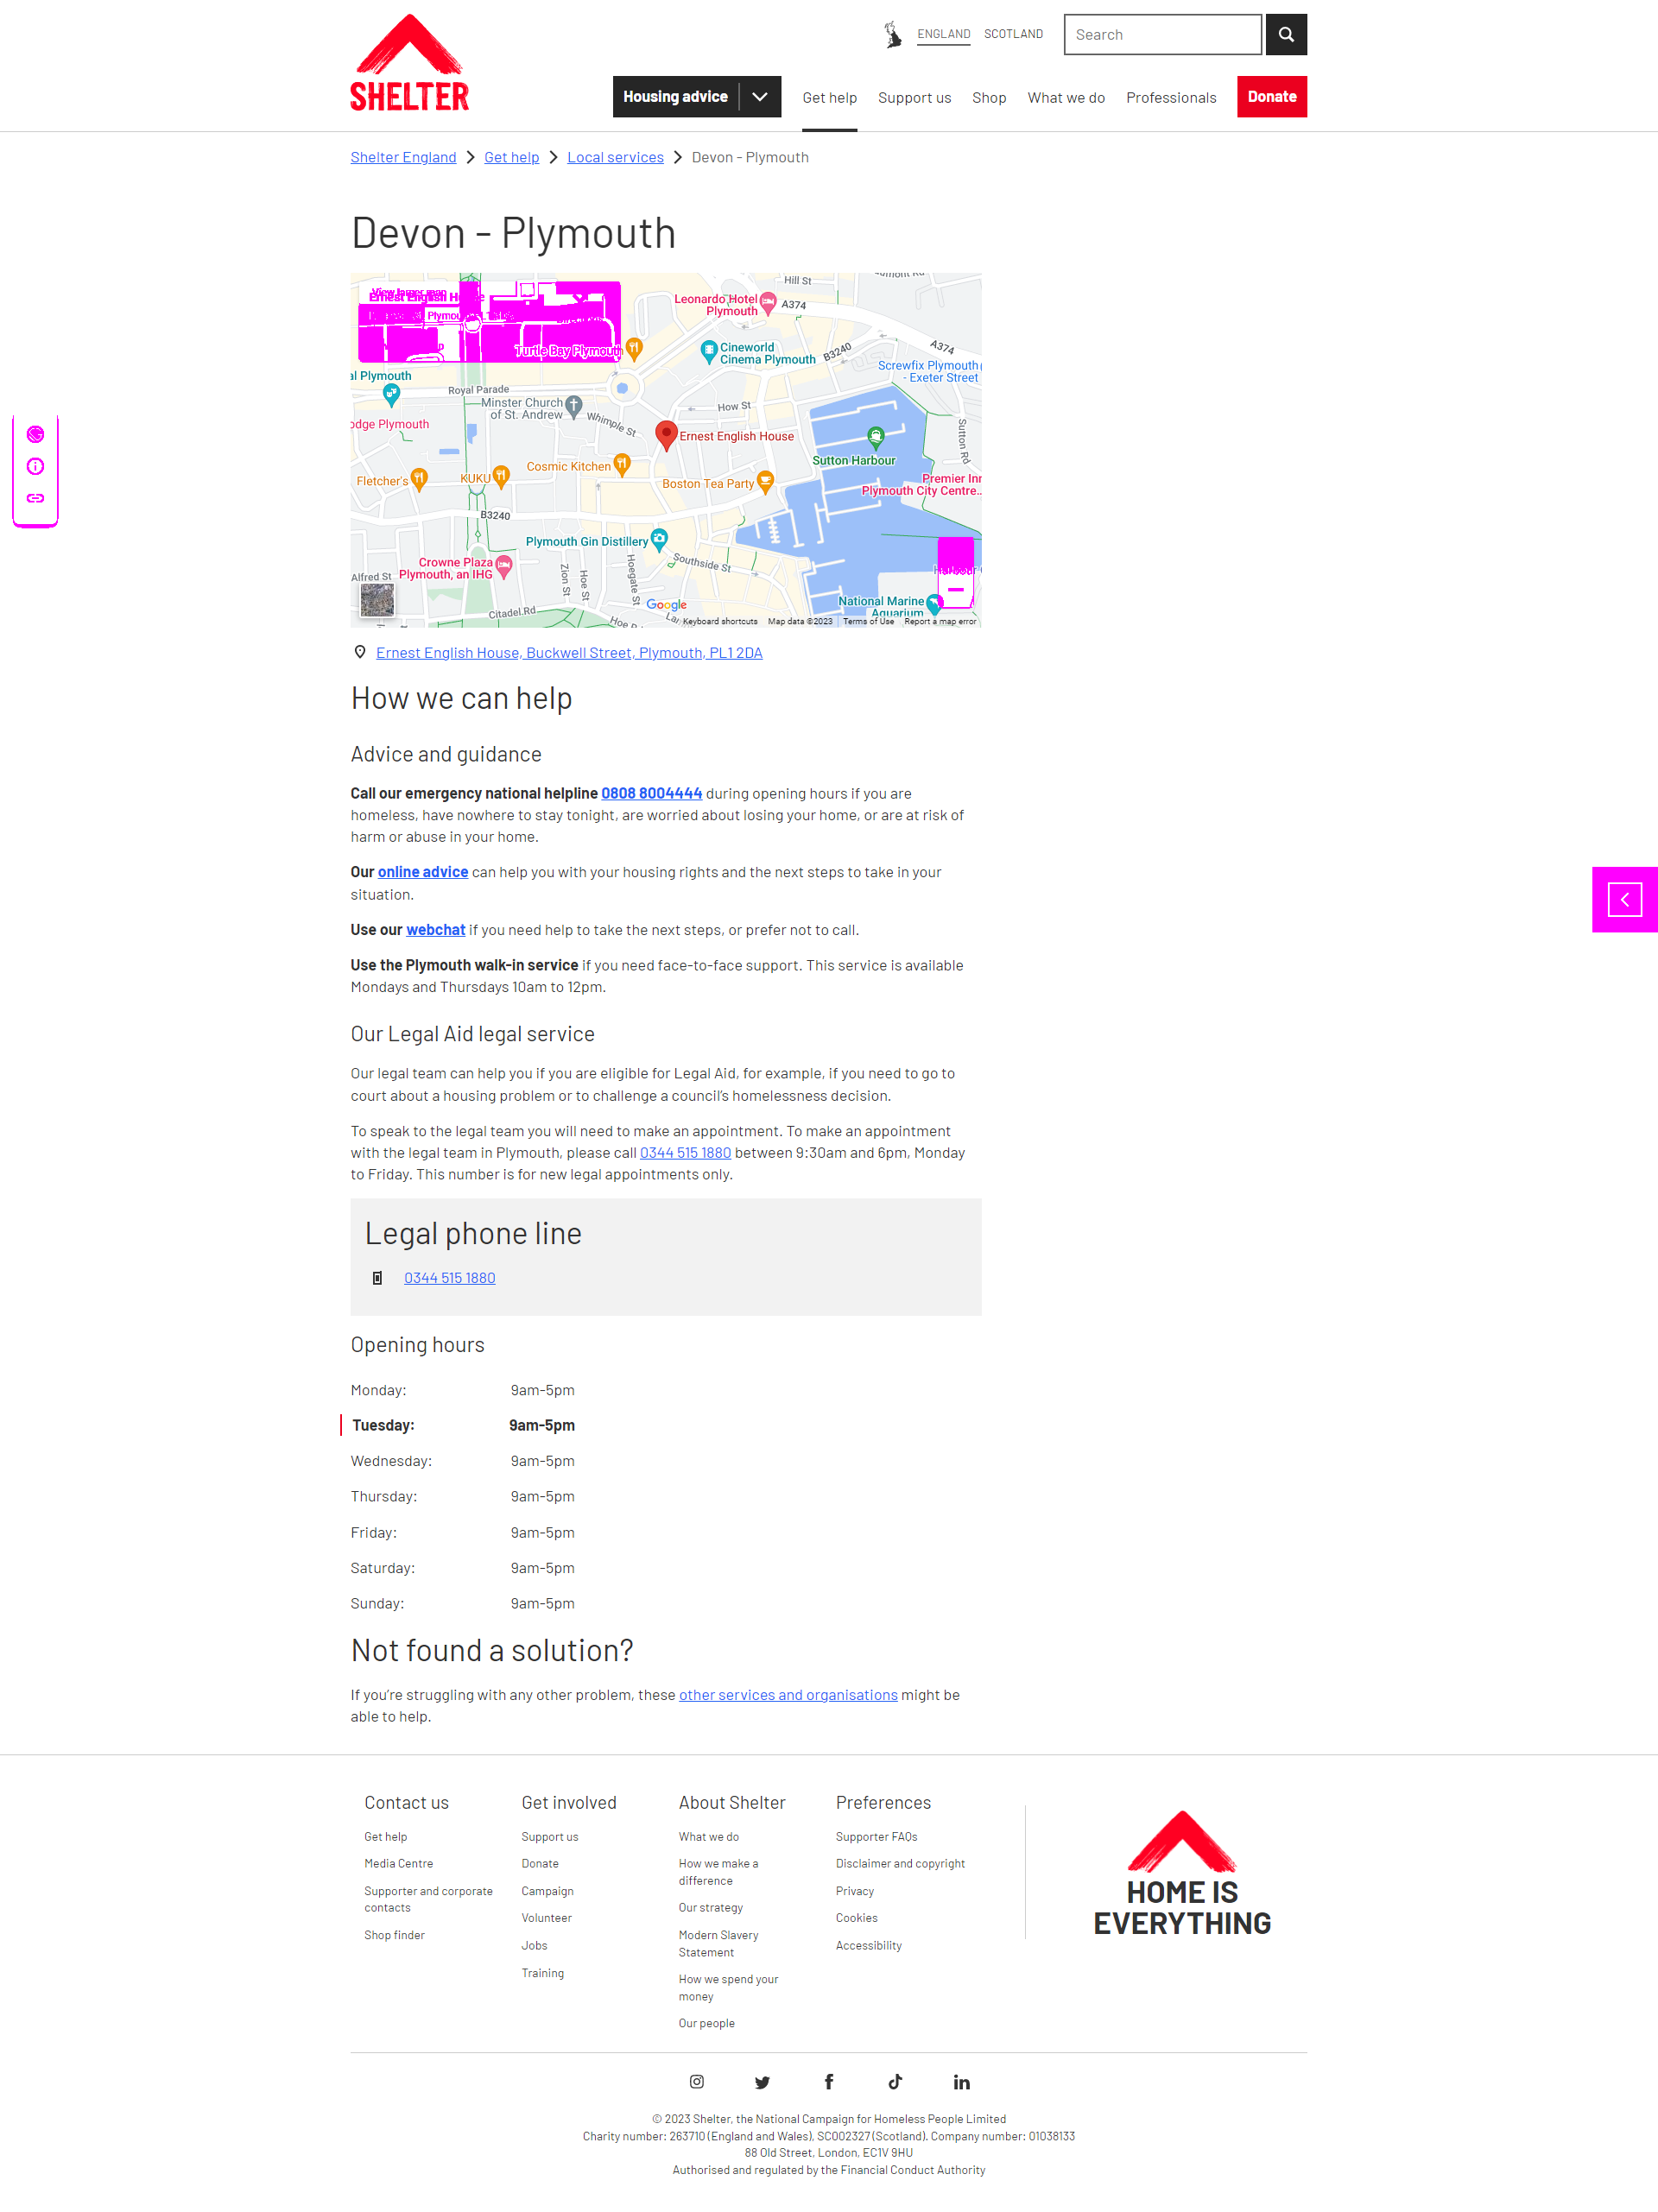 SHELTER
ENGLAND
SCOTLAND
Search
Housing advice
Get help
Support us
Shop
What we do
Professionals
Donate
Shelter England
Get help
Local services
Devon - Plymouth
Devon - Plymouth
Hill St
Leonardo Hotel
Plymouth
A374
Ernest English House
Turtle Bay Plymouth
Cineworld
Cinema Plymouth
B3240
A374
Screwfix Plymouth
- Exeter Street
al Plymouth
Royal Parade
Minster Church
of St. Andrew
Whimple St
How St
odge Plymouth
Ernest English House
Sutton Rd
Sutton Harbour
Fletcher's
KUKU
Cosmic Kitchen
Boston Tea Party
Premier Inn
Plymouth City Centre..
B3240
Plymouth Gin Distillery
Southside St
Crowne Plaza
Plymouth, an IHG
Alfred St
Zion St
Hoe St
Hoegate St
Citadel Rd
Google
National Marine
Aquarium
Keyboard shortcuts
Map data ©2023
Terms of Use
Report a map error
Ernest English House, Buckwell Street, Plymouth, PL1 2DA
How we can help
Advice and guidance
Call our emergency national helpline 0808 8004444 during opening hours if you are
homeless, have nowhere to stay tonight, are worried about losing your home, or are at risk of
harm or abuse in your home.
Our online advice can help you with your housing rights and the next steps to take in your
situation.
Use our webchat if you need help to take the next steps, or prefer not to call.
Use the Plymouth walk-in service if you need face-to-face support. This service is available
Mondays and Thursdays 10am to 12pm.
Our Legal Aid legal service
Our legal team can help you if you are eligible for Legal Aid, for example, if you need to go to
court about a housing problem or to challenge a council’s homelessness decision.
To speak to the legal team you will need to make an appointment. To make an appointment
with the legal team in Plymouth, please call 0344 515 1880 between 9:30am and 6pm, Monday
to Friday. This number is for new legal appointments only.
Legal phone line
0344 515 1880
Opening hours
Monday: 9am-5pm
Tuesday: 9am-5pm
Wednesday: 9am-5pm
Thursday: 9am-5pm
Friday: 9am-5pm
Saturday: 9am-5pm
Sunday: 9am-5pm
Not found a solution?
If you’re struggling with any other problem, these other services and organisations might be
able to help.
Contact us
Get help
Media Centre
Supporter and corporate
contacts
Shop finder
Get involved
Support us
Donate
Campaign
Volunteer
Jobs
Training
About Shelter
What we do
How we make a
difference
Our strategy
Modern Slavery
Statement
How we spend your
money
Our people
Preferences
Supporter FAQs
Disclaimer and copyright
Privacy
Cookies
Accessibility
HOME IS
EVERYTHING
© 2023 Shelter, the National Campaign for Homeless People Limited
Charity number: 263710 (England and Wales), SC002327 (Scotland). Company number: 01038133
88 Old Street, London, EC1V 9HU
Authorised and regulated by the Financial Conduct Authority